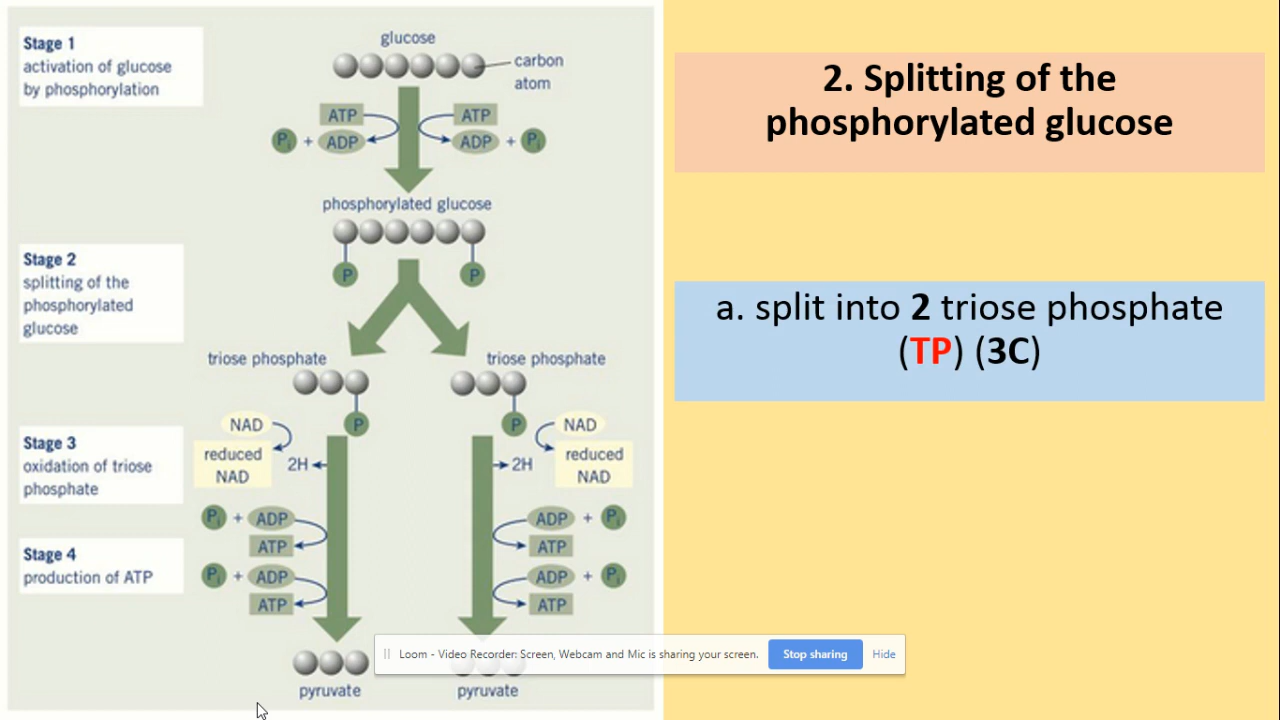 Stage 1
activation of glucose
by phosphorylation
glucose
carbon
atom
ATP
ATP
Pi + ADP
ADP + Pi
phosphorylated glucose
P
P
Stage 2
splitting of the
phosphorylated
glucose
triose phosphate
triose phosphate
P
P
NAD
NAD
Stage 3
oxidation of triose
phosphate
reduced
NAD
2H
2H
reduced
NAD
Pi + ADP
ADP + Pi
ATP
ATP
Stage 4
production of ATP
Pi + ADP
ADP + Pi
ATP
ATP
pyruvate
pyruvate
2. Splitting of the
phosphorylated glucose
a. split into 2 triose phosphate
(TP) (3C)
Loom - Video Recorder: Screen, Webcam and Mic is sharing your screen.
Stop sharing
Hide